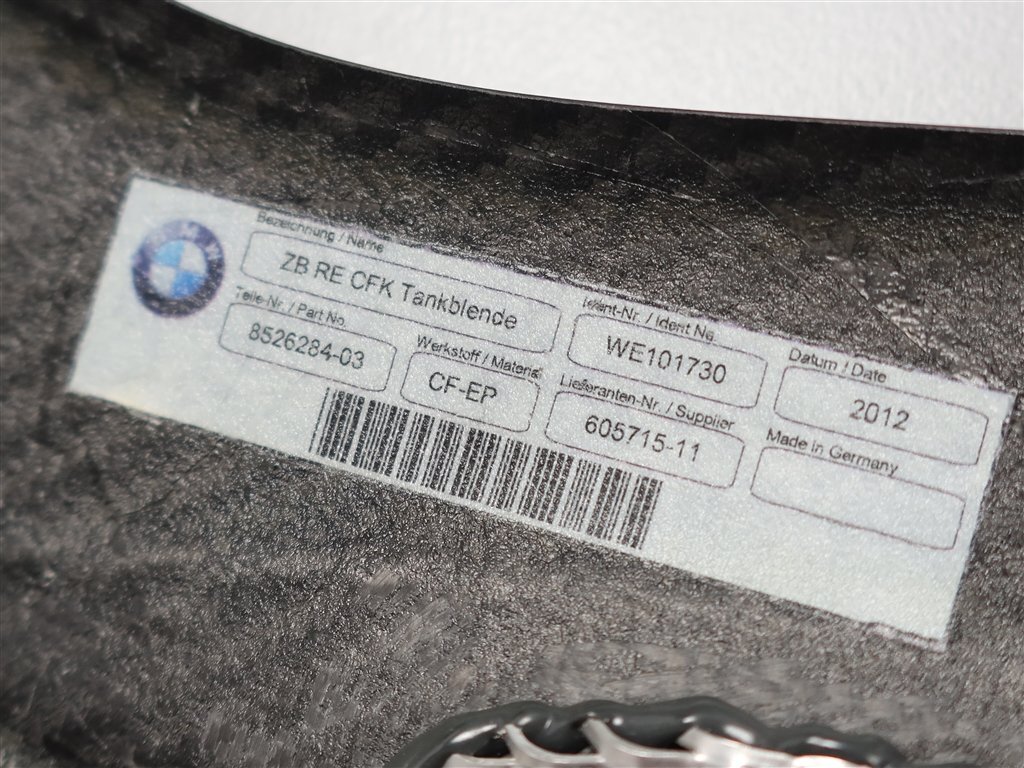 BMW
Bezeichnung / Name
ZB RE CFK Tankblende
Ident-Nr. / Ident No.
WE101730
Datum / Date
2012
Teile-Nr. / Part No.
8526284-03
Werkstoff / Material
CF-EP
Lieferanten-Nr. / Supplier
605715-11
Made in Germany